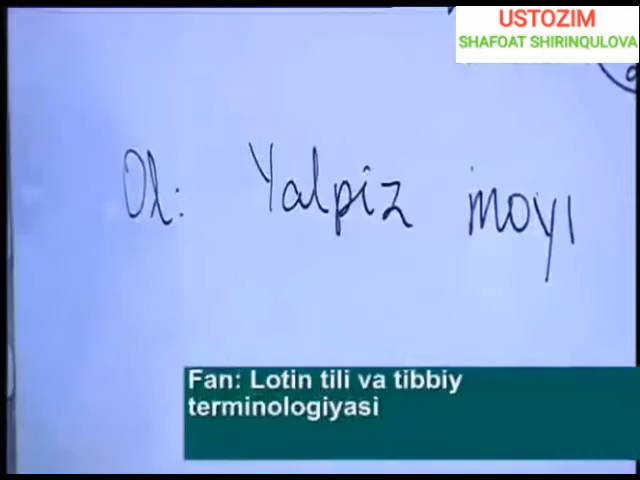 USTOZIM
SHAFOAT SHIRINQULOVA
Ol: Yalpiz moyi
Fan: Lotin tili va tibbiy
terminologiyasi